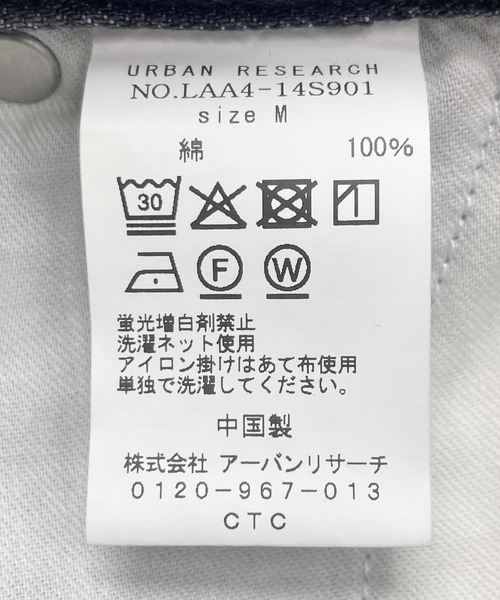 URBAN RESEARCH
NO.LAA4-14S901
size M
綿 100%
30
F W
蛍光増白剤禁止
洗濯ネット使用
アイロン掛けはあて布使用
単独で洗濯してください。
中国製
株式会社 アーバンリサーチ
0120-967-013
CTC